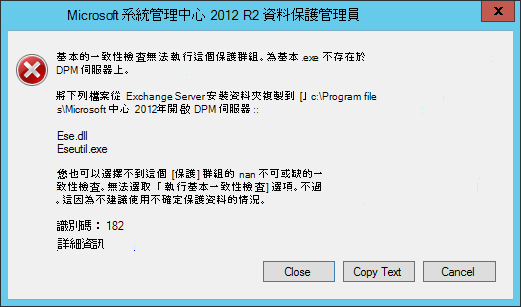 Microsoft 系統管理中心 2012 R2 資料保護管理員
x
基本的一致性檢查無法執行這個保護群組。為基本 .exe 不存在於
DPM 伺服器上。
將下列檔案從 Exchange Server 安裝資料夾複製到 [J c:\Program file
s\Microsoft 中心 2012年開啟 DPM 伺服器 ::
Ese.dll
Eseutil.exe
您也可以選擇不到這個 [保護] 群組的 nan 不可或缺的一
致性檢查。無法選取「執行基本一致性檢查] 選項。不過
。這因為不建議使用不確定保護資料的情況。
識別碼： 182
詳細資訊
Close
Copy Text
Cancel